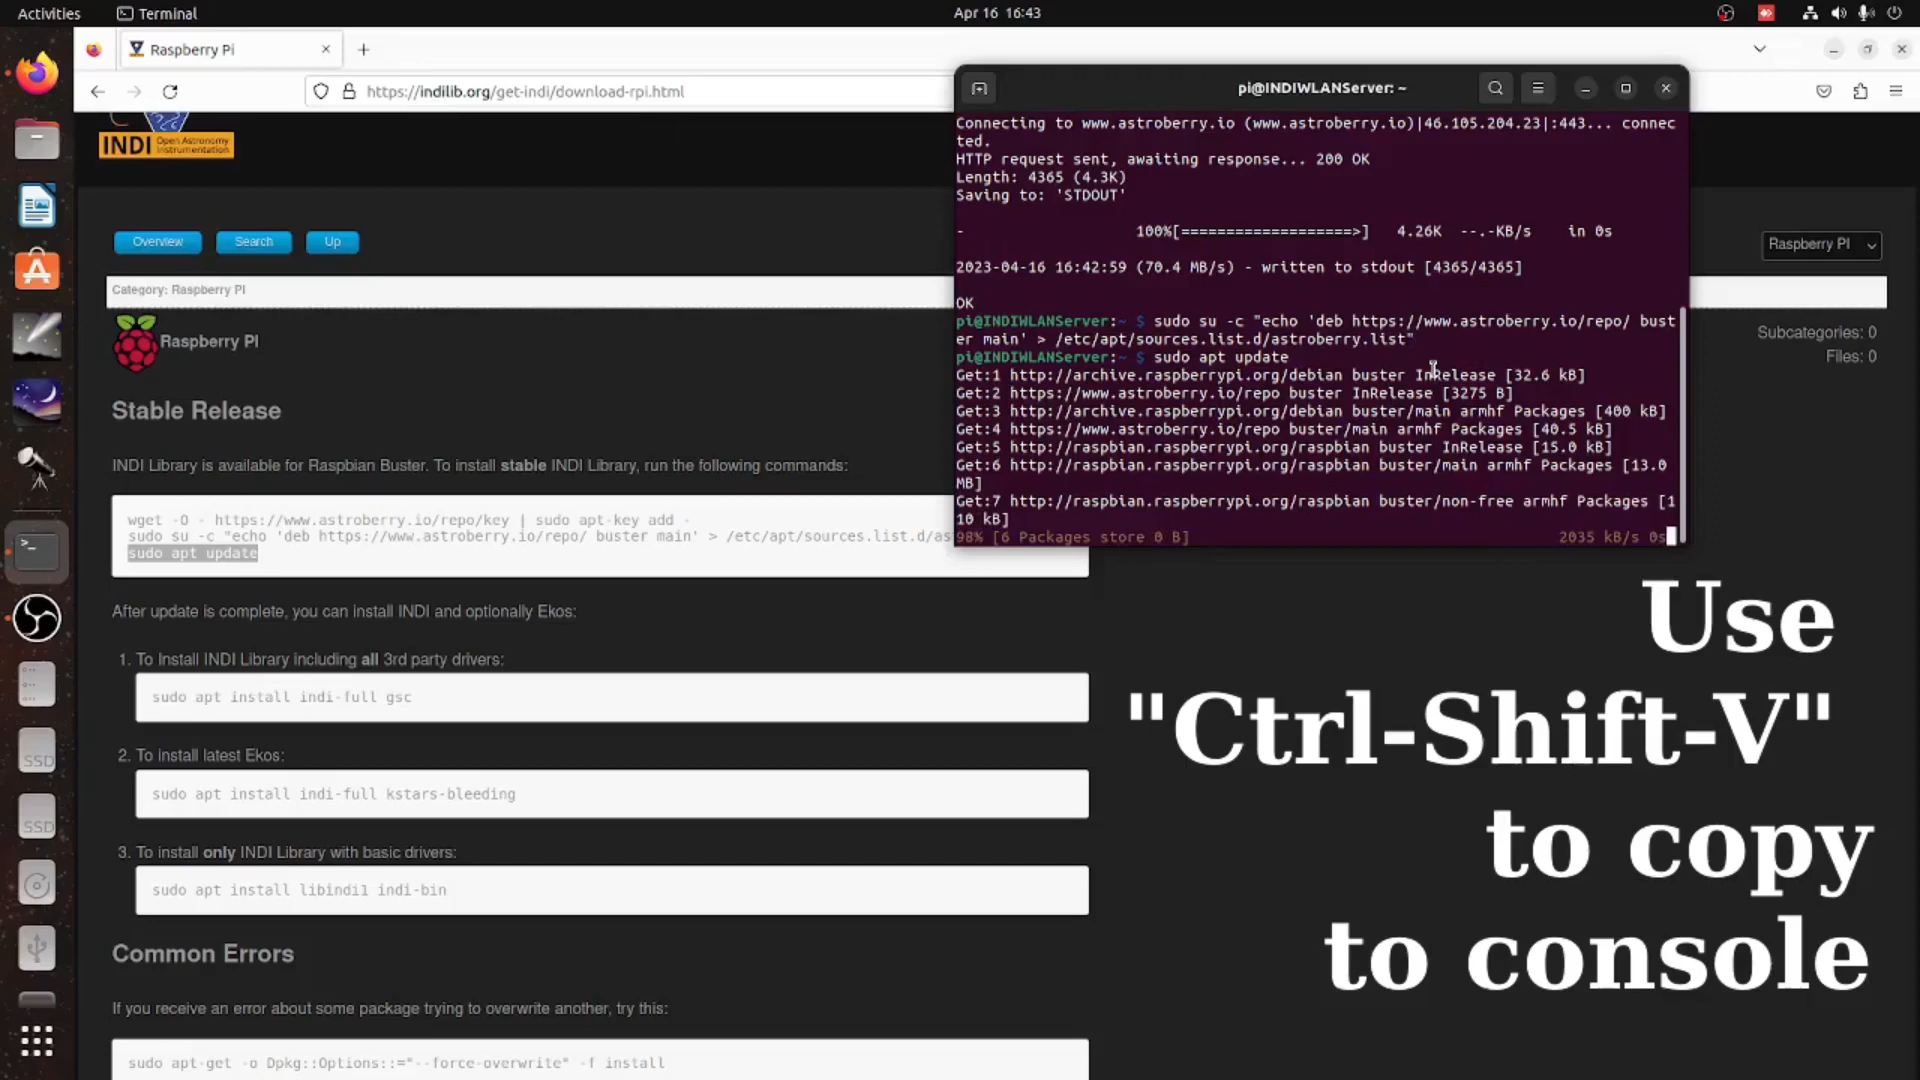 Activities
Terminal
Apr 16 16:43
Raspberry Pi
https://indilib.org/get-indi/download-rpi.html
INDI Open Astronomy Instrumentation
Overview
Search
Up
Raspberry PI
Category: Raspberry PI
Raspberry PI
Subcategories: 0
Files: 0
Stable Release
INDI Library is available for Raspbian Buster. To install stable INDI Library, run the following commands:
wget -O - https://www.astroberry.io/repo/key | sudo apt-key add -
sudo su -c "echo 'deb https://www.astroberry.io/repo/ buster main' > /etc/apt/sources.list.d/as
sudo apt update
After update is complete, you can install INDI and optionally Ekos:
1. To Install INDI Library including all 3rd party drivers:
sudo apt install indi-full gsc
2. To install latest Ekos:
sudo apt install indi-full kstars-bleeding
3. To install only INDI Library with basic drivers:
sudo apt install libindi1 indi-bin
Common Errors
If you receive an error about some package trying to overwrite another, try this:
sudo apt-get -o Dpkg::Options::="--force-overwrite" -f install
pi@INDIWLANServer: ~
Connecting to www.astroberry.io (www.astroberry.io)|46.105.204.23|:443... connec
ted.
HTTP request sent, awaiting response... 200 OK
Length: 4365 (4.3K)
Saving to: 'STDOUT'
- 100%[===================>] 4.26K --.-KB/s in 0s
2023-04-16 16:42:59 (70.4 MB/s) - written to stdout [4365/4365]
OK
pi@INDIWLANServer:~ $ sudo su -c "echo 'deb https://www.astroberry.io/repo/ bust
er main' > /etc/apt/sources.list.d/astroberry.list"
pi@INDIWLANServer:~ $ sudo apt update
Get:1 http://archive.raspberrypi.org/debian buster InRelease [32.6 kB]
Get:2 https://www.astroberry.io/repo buster InRelease [3275 B]
Get:3 http://archive.raspberrypi.org/debian buster/main armhf Packages [400 kB]
Get:4 https://www.astroberry.io/repo buster/main armhf Packages [40.5 kB]
Get:5 http://raspbian.raspberrypi.org/raspbian buster InRelease [15.0 kB]
Get:6 http://raspbian.raspberrypi.org/raspbian buster/main armhf Packages [13.0
MB]
Get:7 http://raspbian.raspberrypi.org/raspbian buster/non-free armhf Packages [1
10 kB]
98% [6 Packages store 0 B] 2035 kB/s 0s
SSD
SSD
Use
"Ctrl-Shift-V"
to copy
to console